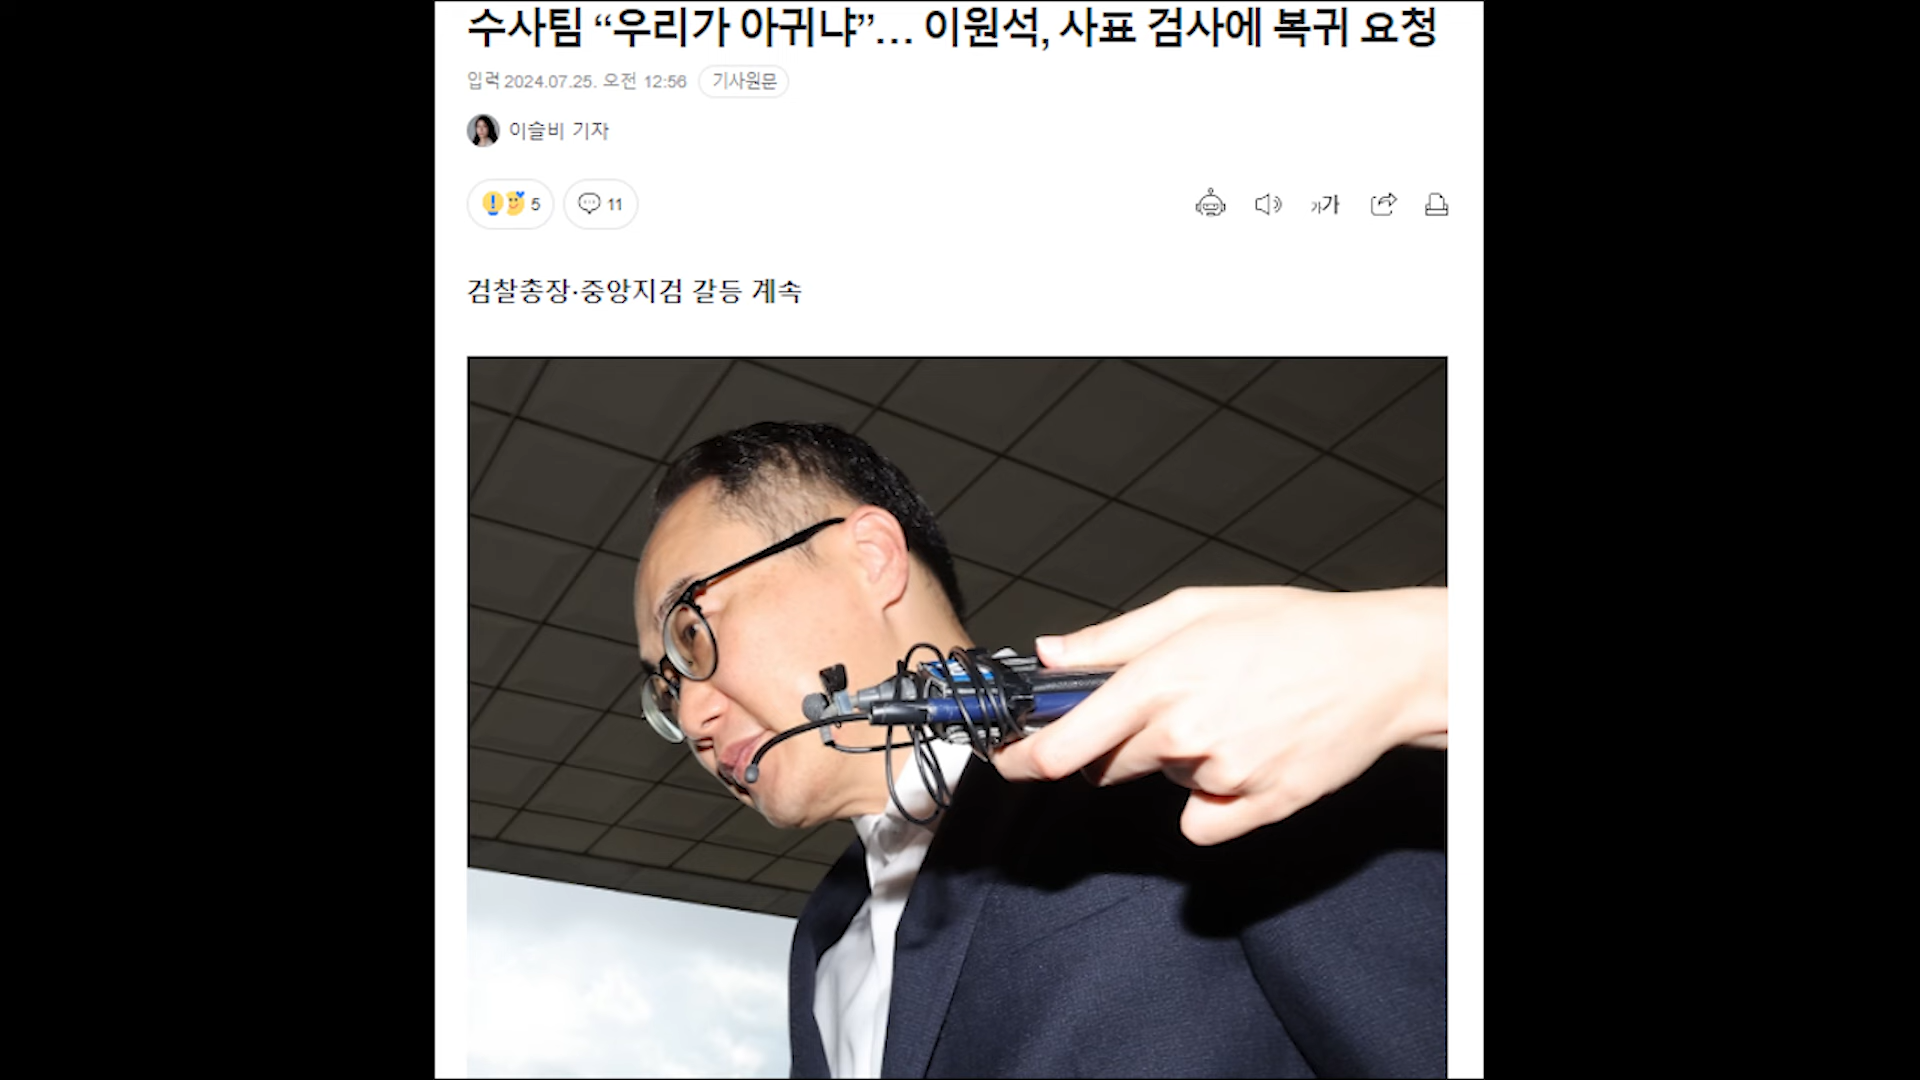 수사팀 “우리가 아귀냐”… 이원석, 사표 검사에 복귀 요청
입력 2024.07.25. 오전 12:56 기사원문
이슬비 기자
5 11
가가
검찰총장·중앙지검 갈등 계속